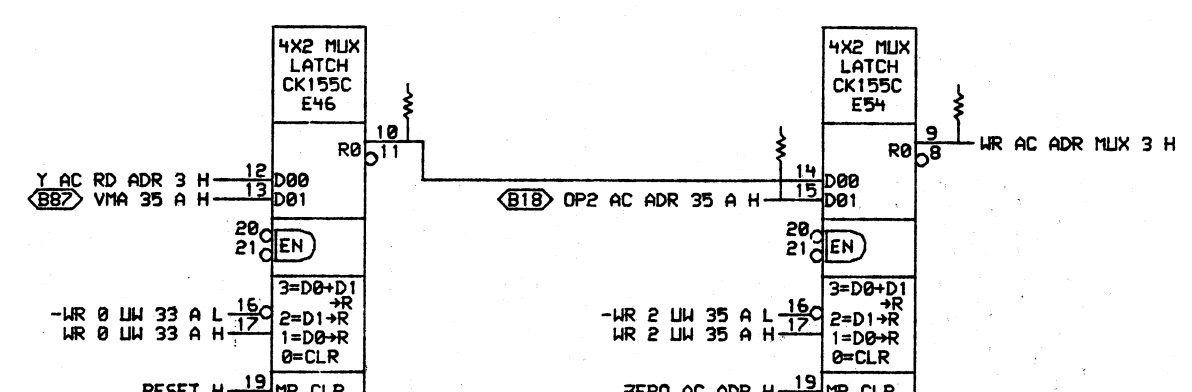 4X2 MUX
LATCH
CK155C
E46
10
R0
11
Y AC RD ADR 3 H
12
D00
B87
VMA 35 A H
13
D01
20
21
EN
3=D0+D1
→R
2=D1→R
1=D0→R
0=CLR
-WR 0 UW 33 A L
16
WR 0 UW 33 A H
17
RESET H
19
MR CLR
4X2 MUX
LATCH
CK155C
E54
9
R0
8
WR AC ADR MUX 3 H
14
D00
B18
OP2 AC ADR 35 A H
15
D01
20
21
EN
3=D0+D1
→R
2=D1→R
1=D0→R
0=CLR
-WR 2 UW 35 A L
16
WR 2 UW 35 A H
17
ZERO AC ADR H
19
MR CLR